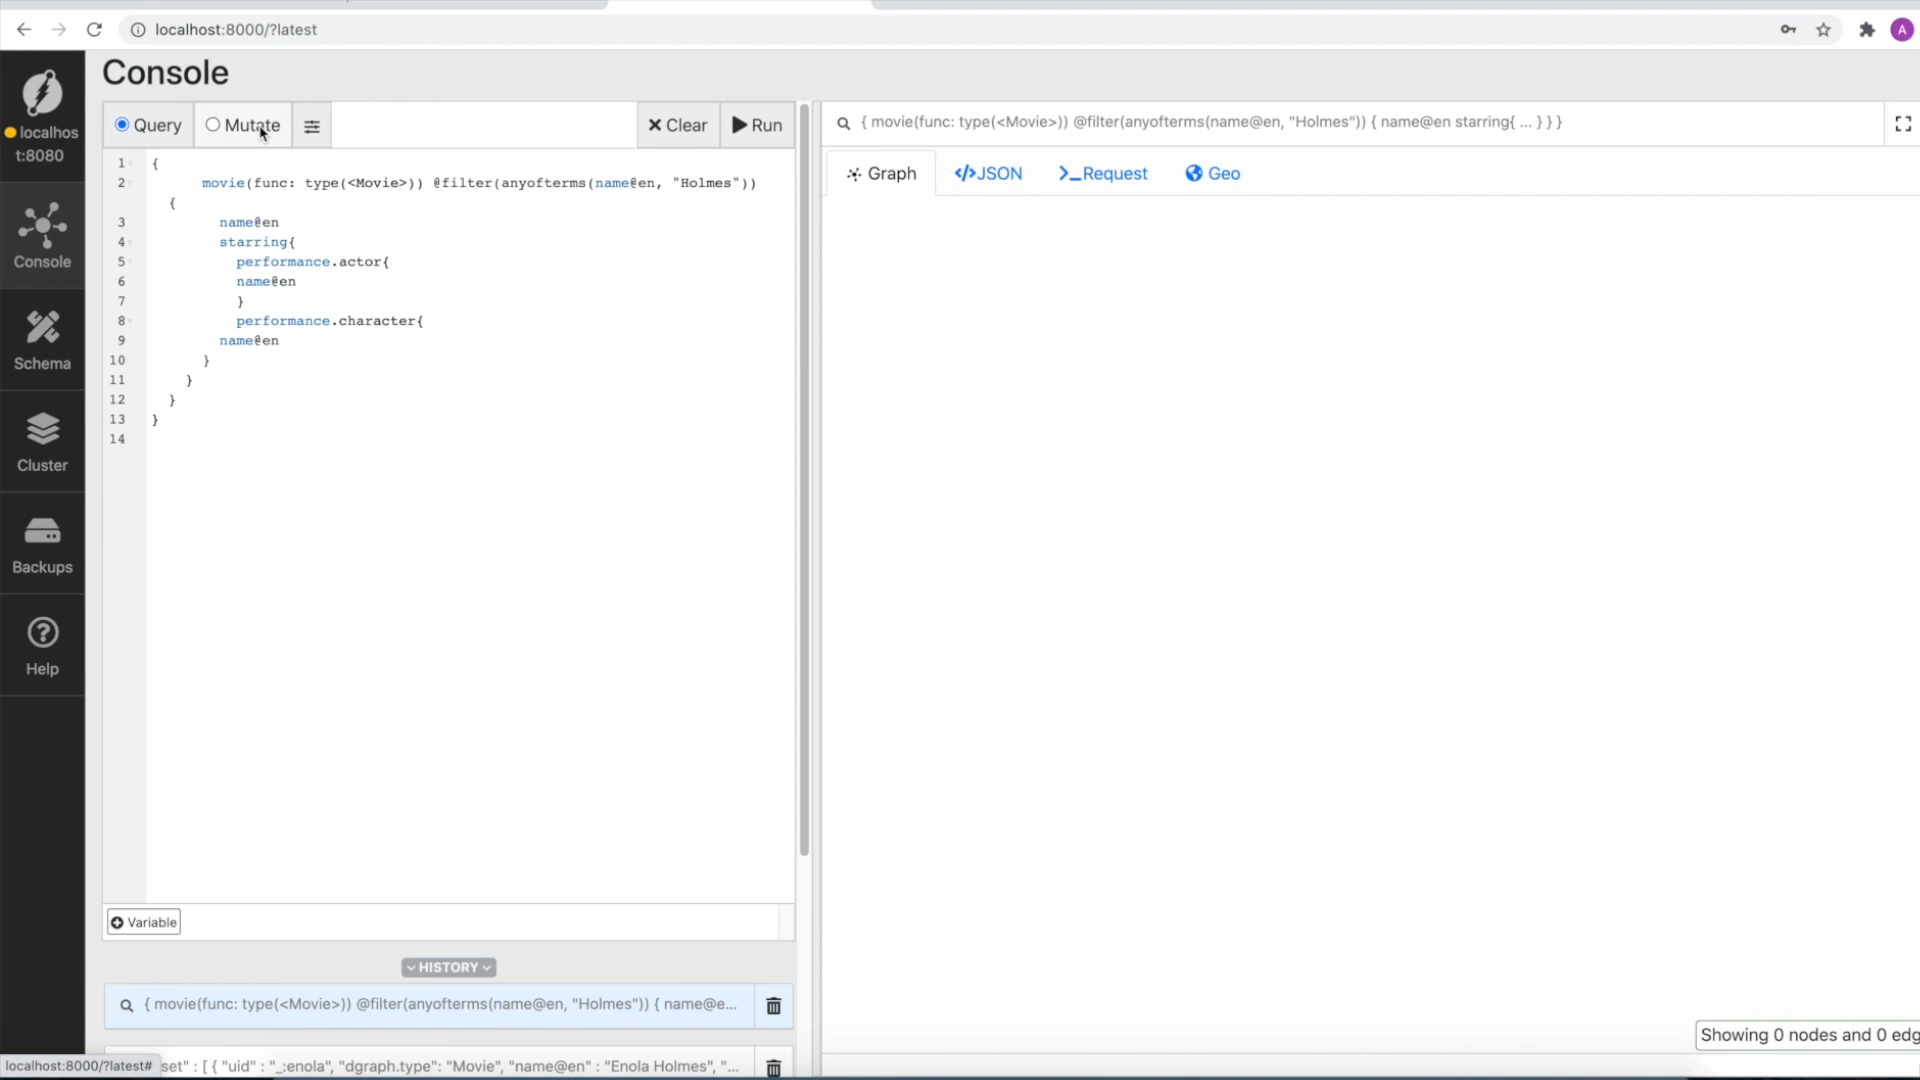 localhost:8000/?latest
A
Console
localhos
t:8080
Console
Schema
Cluster
Backups
Help
Query
Mutate
Clear
Run
1 {
2 movie(func: type(<Movie>)) @filter(anyofterms(name@en, "Holmes"))
{
3 name@en
4 starring{
5 performance.actor{
6 name@en
7 }
8 performance.character{
9 name@en
10 }
11 }
12 }
13 }
14
Variable
HISTORY
{ movie(func: type(<Movie>)) @filter(anyofterms(name@en, "Holmes")) { name@e...
set" : [ { "uid" : "_:enola", "dgraph.type": "Movie", "name@en" : "Enola Holmes", "...
localhost:8000/?latest#
{ movie(func: type(<Movie>)) @filter(anyofterms(name@en, "Holmes")) { name@en starring{ ... } } }
Graph
</>JSON
>_Request
Geo
Showing 0 nodes and 0 edg